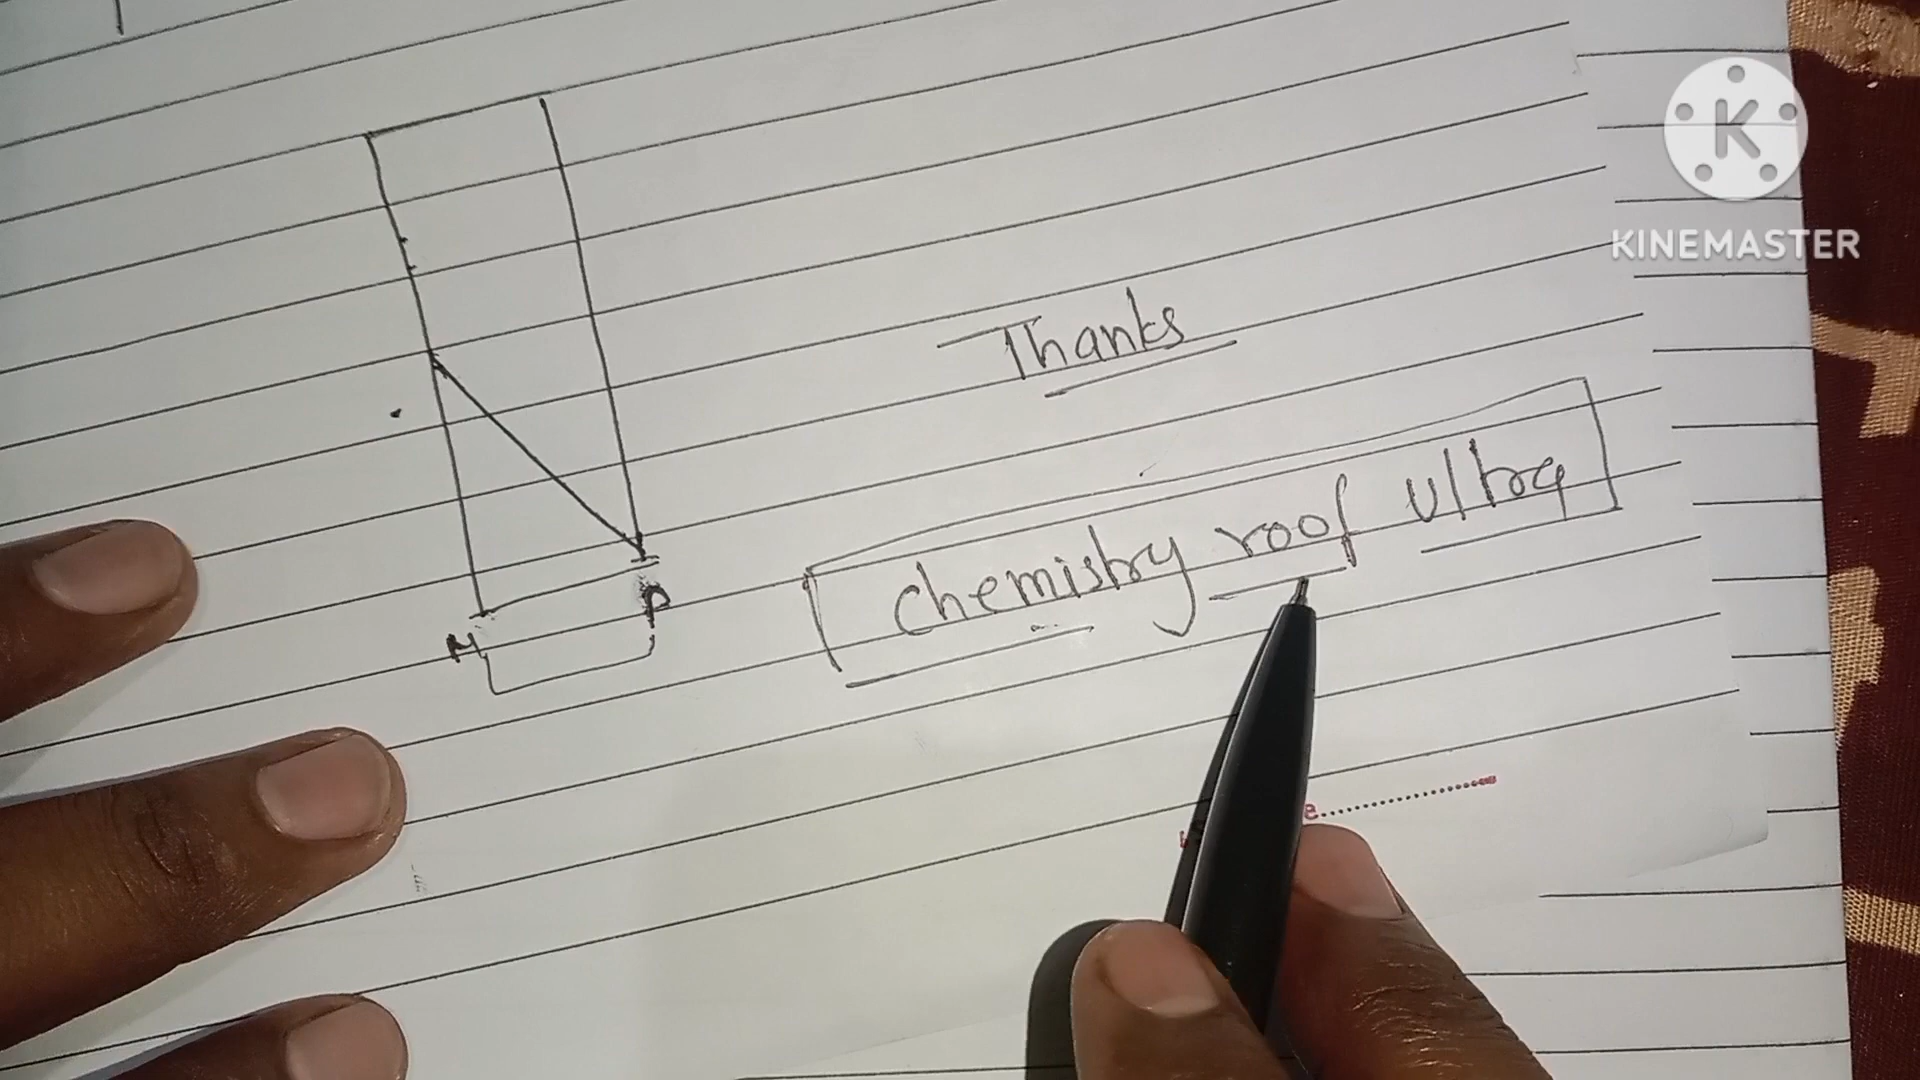 K
KINEMASTER
Thanks
chemistry roof Ultra
M
P
e....................